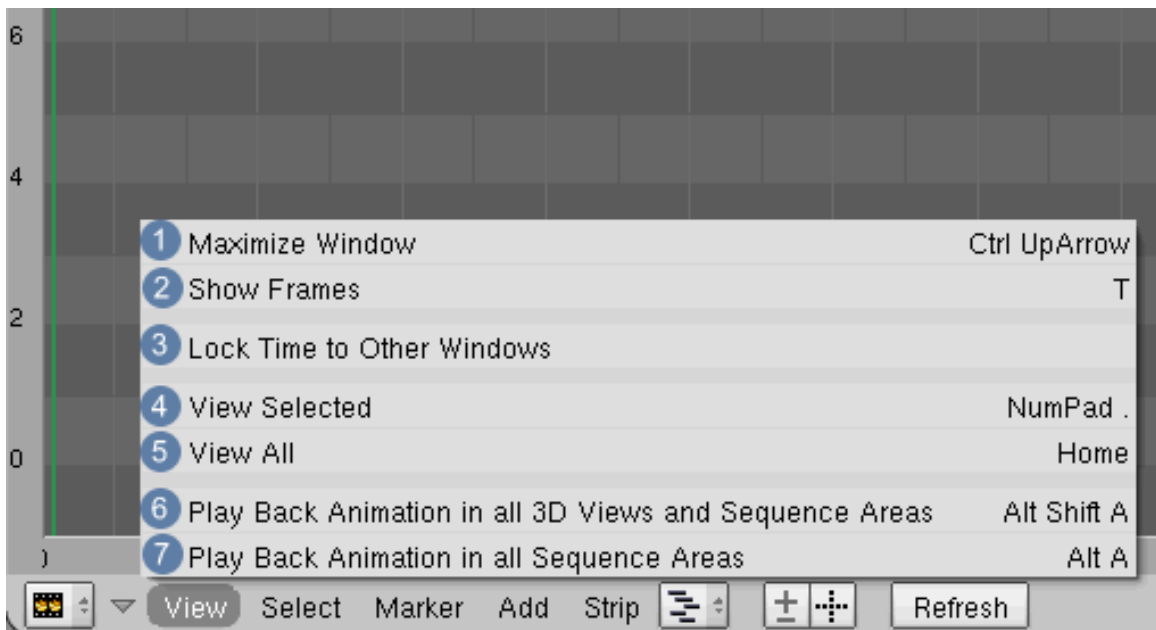 6
4
2
0
1 Maximize Window Ctrl UpArrow
2 Show Frames T
3 Lock Time to Other Windows
4 View Selected NumPad .
5 View All Home
6 Play Back Animation in all 3D Views and Sequence Areas Alt Shift A
7 Play Back Animation in all Sequence Areas Alt A
View Select Marker Add Strip Refresh